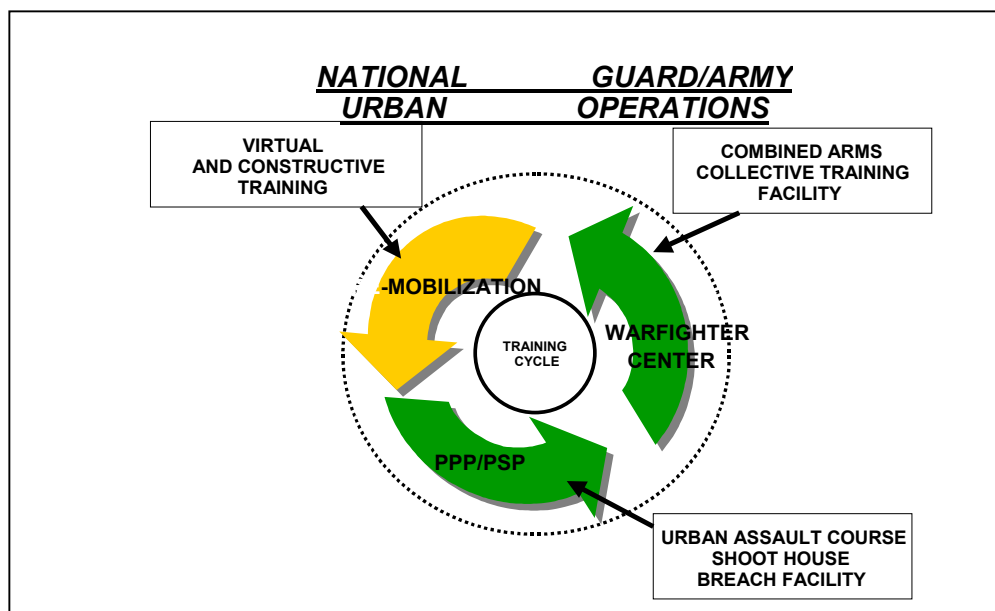 NATIONAL GUARD/ARMY
URBAN OPERATIONS
VIRTUAL
AND CONSTRUCTIVE
TRAINING
COMBINED ARMS
COLLECTIVE TRAINING
FACILITY
-MOBILIZATION
WARFIGHTER
CENTER
TRAINING
CYCLE
PPP/PSP
URBAN ASSAULT COURSE
SHOOT HOUSE
BREACH FACILITY